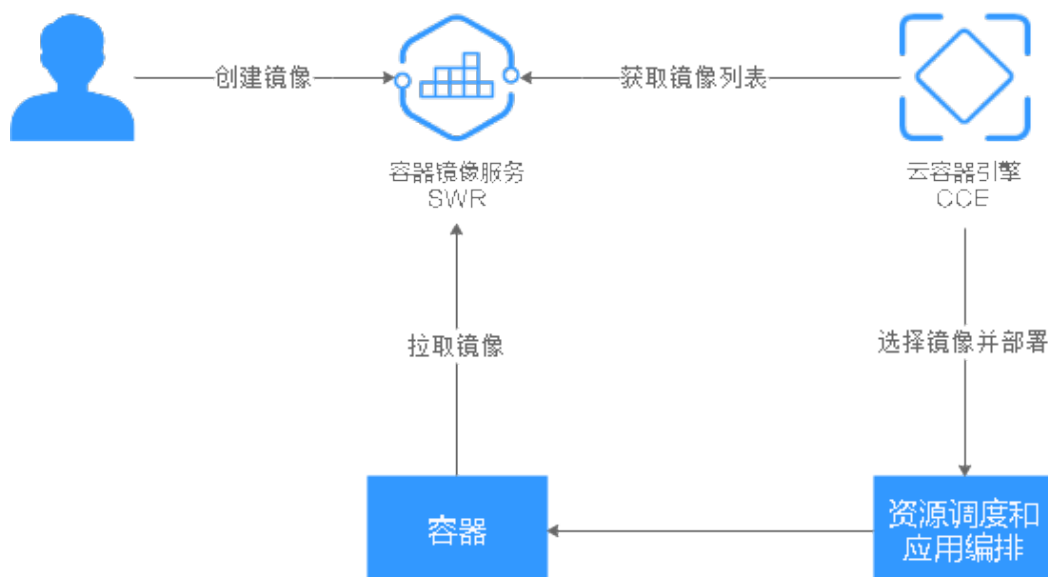 创建镜像
获取镜像列表
容器镜像服务
SWR
云容器引擎
CCE
拉取镜像
选择镜像并部署
容器
资源调度和
应用编排